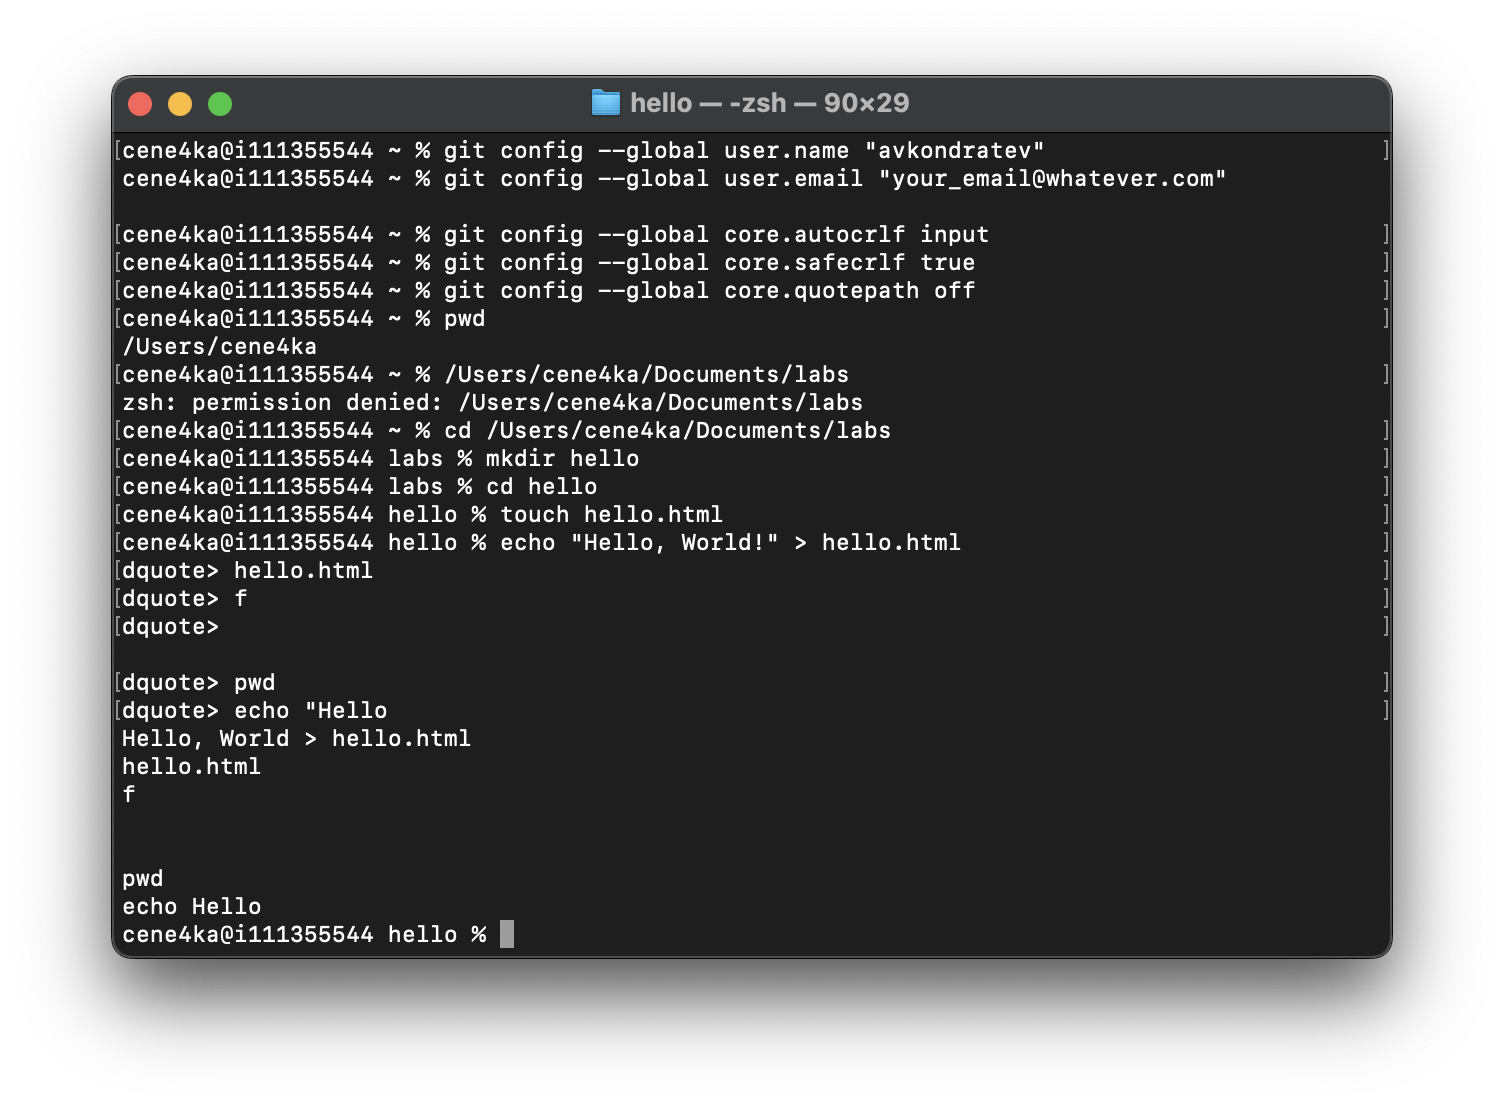 hello — -zsh — 90×29
[cene4ka@i111355544 ~ % git config --global user.name "avkondratev" ]
cene4ka@i111355544 ~ % git config --global user.email "your_email@whatever.com"
[cene4ka@i111355544 ~ % git config --global core.autocrlf input ]
[cene4ka@i111355544 ~ % git config --global core.safecrlf true ]
[cene4ka@i111355544 ~ % git config --global core.quotepath off ]
[cene4ka@i111355544 ~ % pwd ]
/Users/cene4ka
[cene4ka@i111355544 ~ % /Users/cene4ka/Documents/labs ]
zsh: permission denied: /Users/cene4ka/Documents/labs
[cene4ka@i111355544 ~ % cd /Users/cene4ka/Documents/labs ]
[cene4ka@i111355544 labs % mkdir hello ]
[cene4ka@i111355544 labs % cd hello ]
[cene4ka@i111355544 hello % touch hello.html ]
[cene4ka@i111355544 hello % echo "Hello, World!" > hello.html ]
[dquote> hello.html ]
[dquote> f ]
[dquote> ]
[dquote> pwd ]
[dquote> echo "Hello ]
Hello, World > hello.html
hello.html
f
pwd
echo Hello
cene4ka@i111355544 hello %